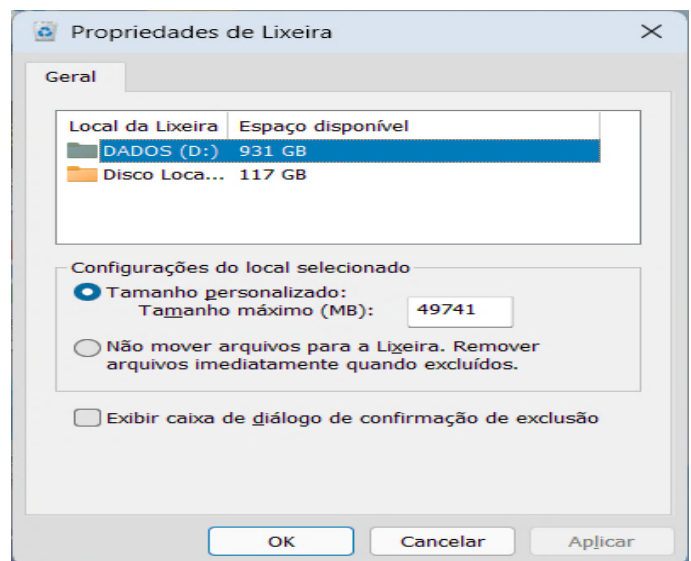 Propriedades de Lixeira
Geral
Local da Lixeira Espaço disponível
DADOS (D:) 931 GB
Disco Loca... 117 GB
Configurações do local selecionado
Tamanho personalizado:
Tamanho máximo (MB): 49741
Não mover arquivos para a Lixeira. Remover
arquivos imediatamente quando excluídos.
Exibir caixa de diálogo de confirmação de exclusão
OK Cancelar Aplicar